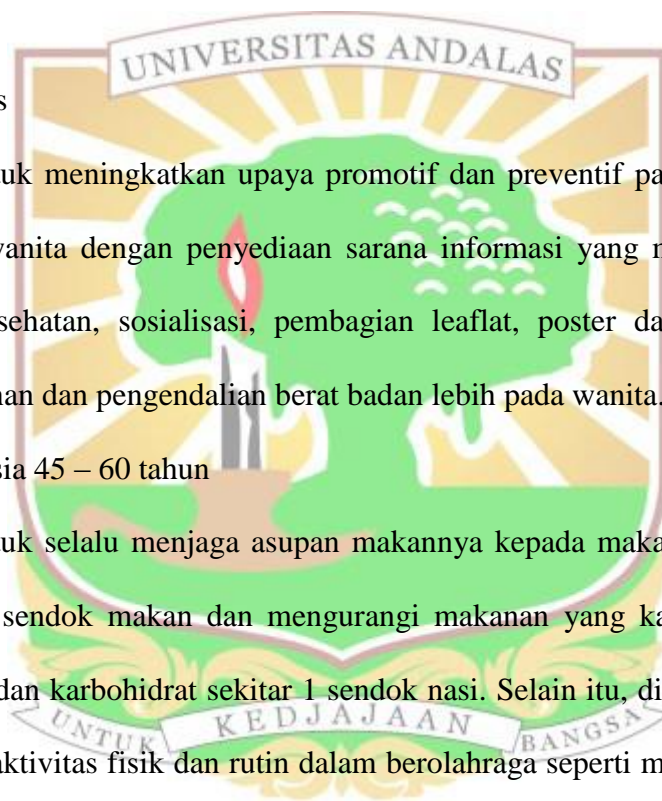 UNIVERSITAS ANDALAS
s
uk meningkatkan upaya promotif dan preventif pa
vanita dengan penyediaan sarana informasi yang n
sehatan, sosialisasi, pembagian leaflat, poster da
nan dan pengendalian berat badan lebih pada wanita.
sia 45 – 60 tahun
uk selalu menjaga asupan makannya kepada maka
sendok makan dan mengurangi makanan yang ka
dan karbohidrat sekitar 1 sendok nasi. Selain itu, di
UNTUK KEDJAJAAN BANGSA
aktivitas fisik dan rutin dalam berolahraga seperti m